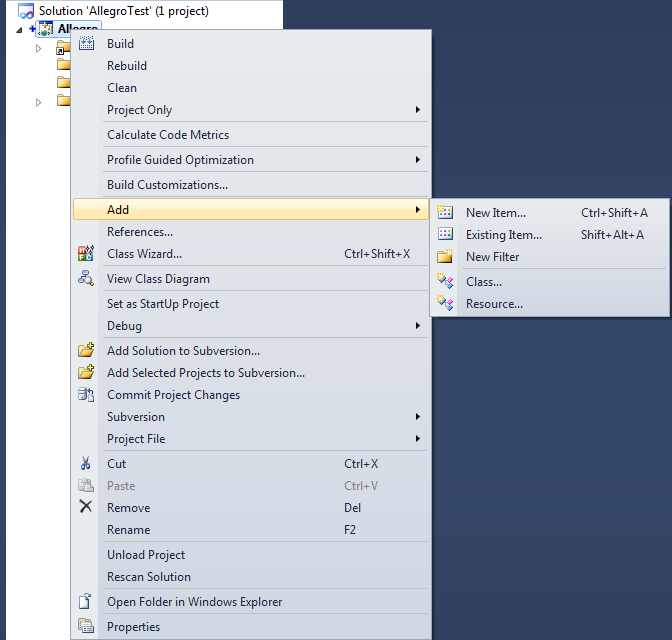 Solution 'AllegroTest' (1 project)
Allegro
Build
Rebuild
Clean
Project Only
Calculate Code Metrics
Profile Guided Optimization
Build Customizations...
Add
New Item... Ctrl+Shift+A
Existing Item... Shift+Alt+A
New Filter
Class...
Resource...
References...
Class Wizard... Ctrl+Shift+X
View Class Diagram
Set as StartUp Project
Debug
Add Solution to Subversion...
Add Selected Projects to Subversion...
Commit Project Changes
Subversion
Project File
Cut Ctrl+X
Paste Ctrl+V
Remove Del
Rename F2
Unload Project
Rescan Solution
Open Folder in Windows Explorer
Properties